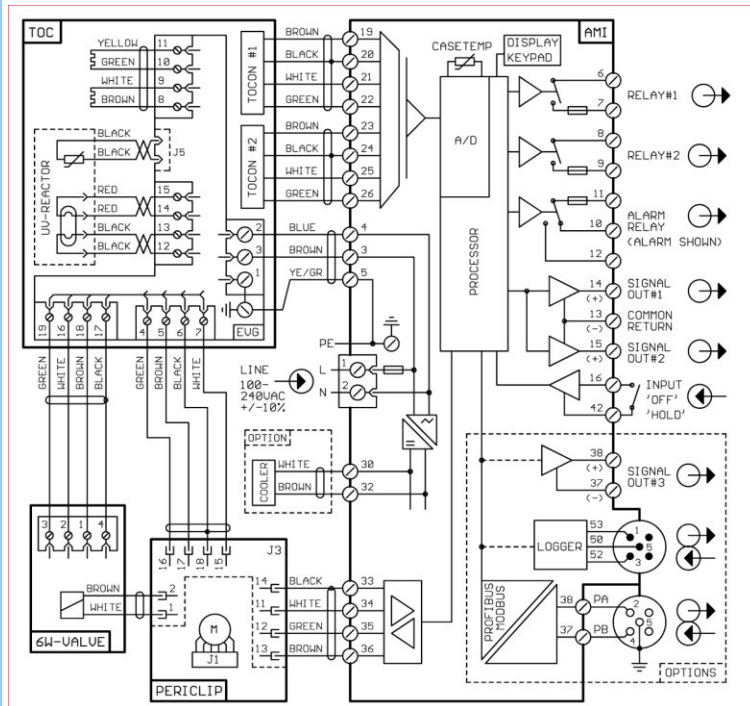 TOC
YELLOW 11
GREEN 10
WHITE 9
BROWN 8
UV-REACTOR
BLACK
BLACK
J5
RED 15
RED 14
BLACK 13
BLACK 12
2
3
1
EVG
19 16 18 17
4 5 6 7
GREEN WHITE BROWN BLACK
GREEN BROWN BLACK WHITE
TOCON #1
BROWN 19
BLACK 20
WHITE 21
GREEN 22
TOCON #2
BROWN 23
BLACK 24
WHITE 25
GREEN 26
BLUE 4
BROWN 3
YE/GR 5
PE
LINE
100-
240VAC
+/-10%
L 1
N 2
OPTION
COOLER
WHITE 30
BROWN 32
3 2 1 4
6W-VALVE
BROWN 2
WHITE 1
16 17 18 15
J3
M
J1
PERICLIP
14 BLACK 33
11 WHITE 34
12 GREEN 35
13 BROWN 36
AMI
CASETEMP
DISPLAY
KEYPAD
A/D
PROCESSOR
6
7
RELAY#1
8
9
RELAY#2
11
10
12
ALARM
RELAY
(ALARM SHOWN)
14
(+)
SIGNAL
OUT#1
13
(-)
COMMON
RETURN
15
(+)
SIGNAL
OUT#2
16
42
INPUT
'OFF'
'HOLD'
38
(+)
37
(-)
SIGNAL
OUT#3
LOGGER
53
50
52
1
5
3
PROFIBUS
MODBUS
38 PA
37 PB
2
5
4
OPTIONS